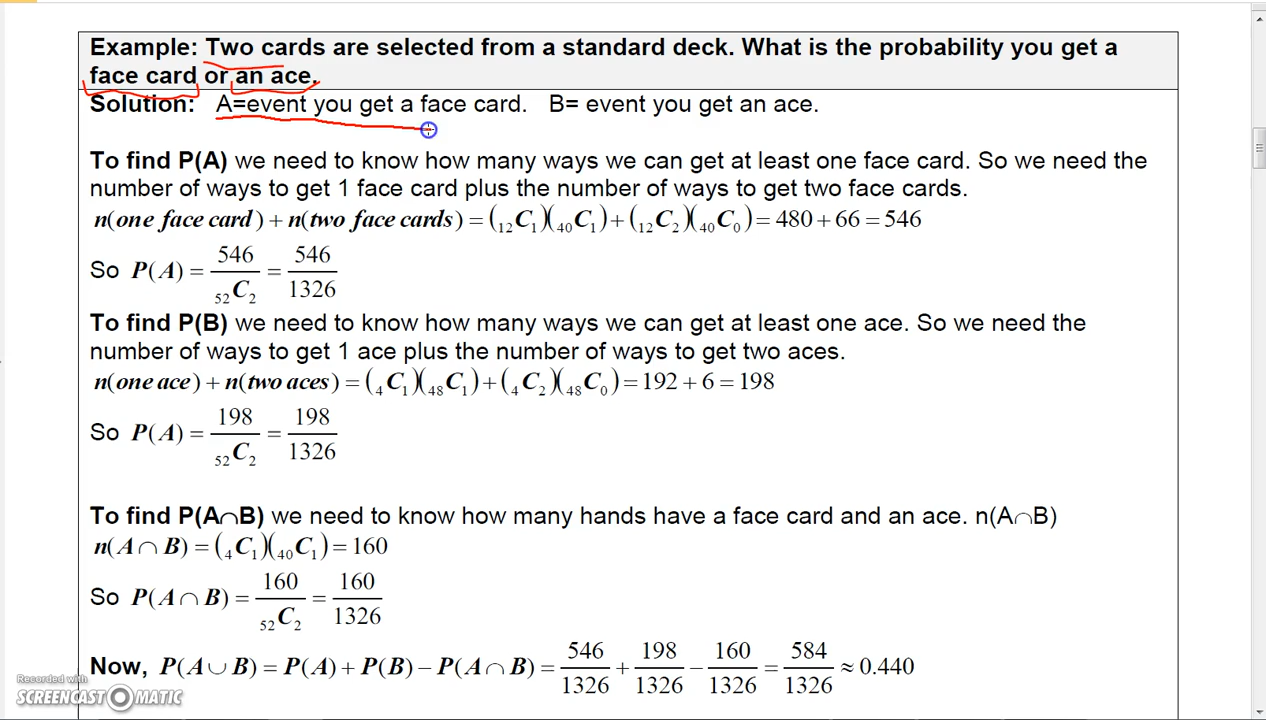 Example: Two cards are selected from a standard deck. What is the probability you get a
face card or an ace.
Solution: A=event you get a face card. B= event you get an ace.
To find P(A) we need to know how many ways we can get at least one face card. So we need the
number of ways to get 1 face card plus the number of ways to get two face cards.
n(one face card) + n(two face cards) = (₁₂C₁)(₄₀C₁) + (₁₂C₂)(₄₀C₀) = 480 + 66 = 546
So P(A) = 546/₅₂C₂ = 546/1326
To find P(B) we need to know how many ways we can get at least one ace. So we need the
number of ways to get 1 ace plus the number of ways to get two aces.
n(one ace) + n(two aces) = (₄C₁)(₄₈C₁) + (₄C₂)(₄₈C₀) = 192 + 6 = 198
So P(A) = 198/₅₂C₂ = 198/1326
To find P(A∩B) we need to know how many hands have a face card and an ace. n(A∩B)
n(A ∩ B) = (₄C₁)(₄₀C₁) = 160
So P(A ∩ B) = 160/₅₂C₂ = 160/1326
Now, P(A ∪ B) = P(A) + P(B) − P(A ∩ B) = 546/1326 + 198/1326 − 160/1326 = 584/1326 ≈ 0.440
Recorded with
SCREENCAST MATIC